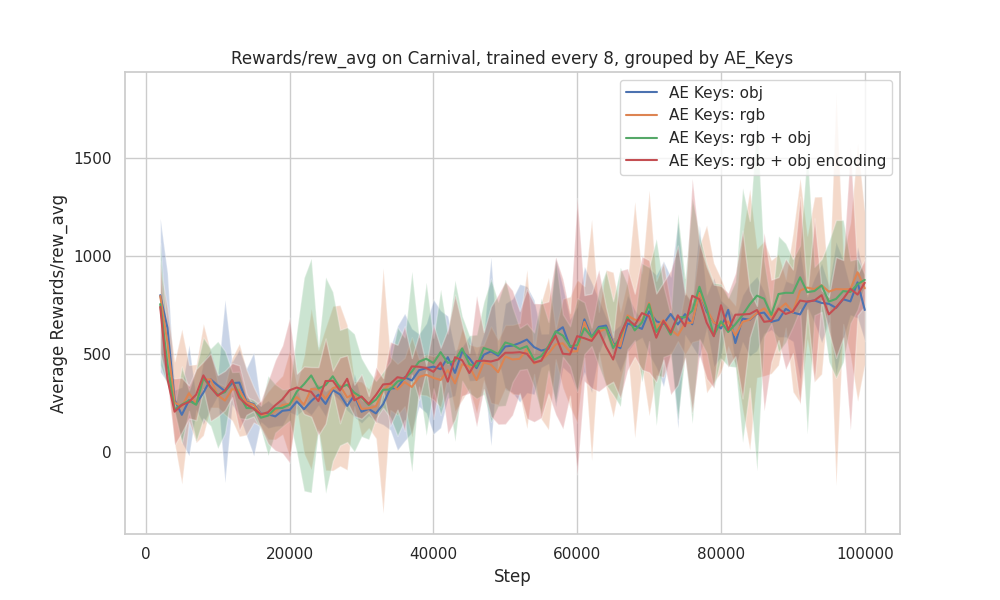 Rewards/rew_avg on Carnival, trained every 8, grouped by AE_Keys
AE Keys: obj
AE Keys: rgb
AE Keys: rgb + obj
AE Keys: rgb + obj encoding
Average Rewards/rew_avg
1500
1000
500
0
0 20000 40000 60000 80000 100000
Step